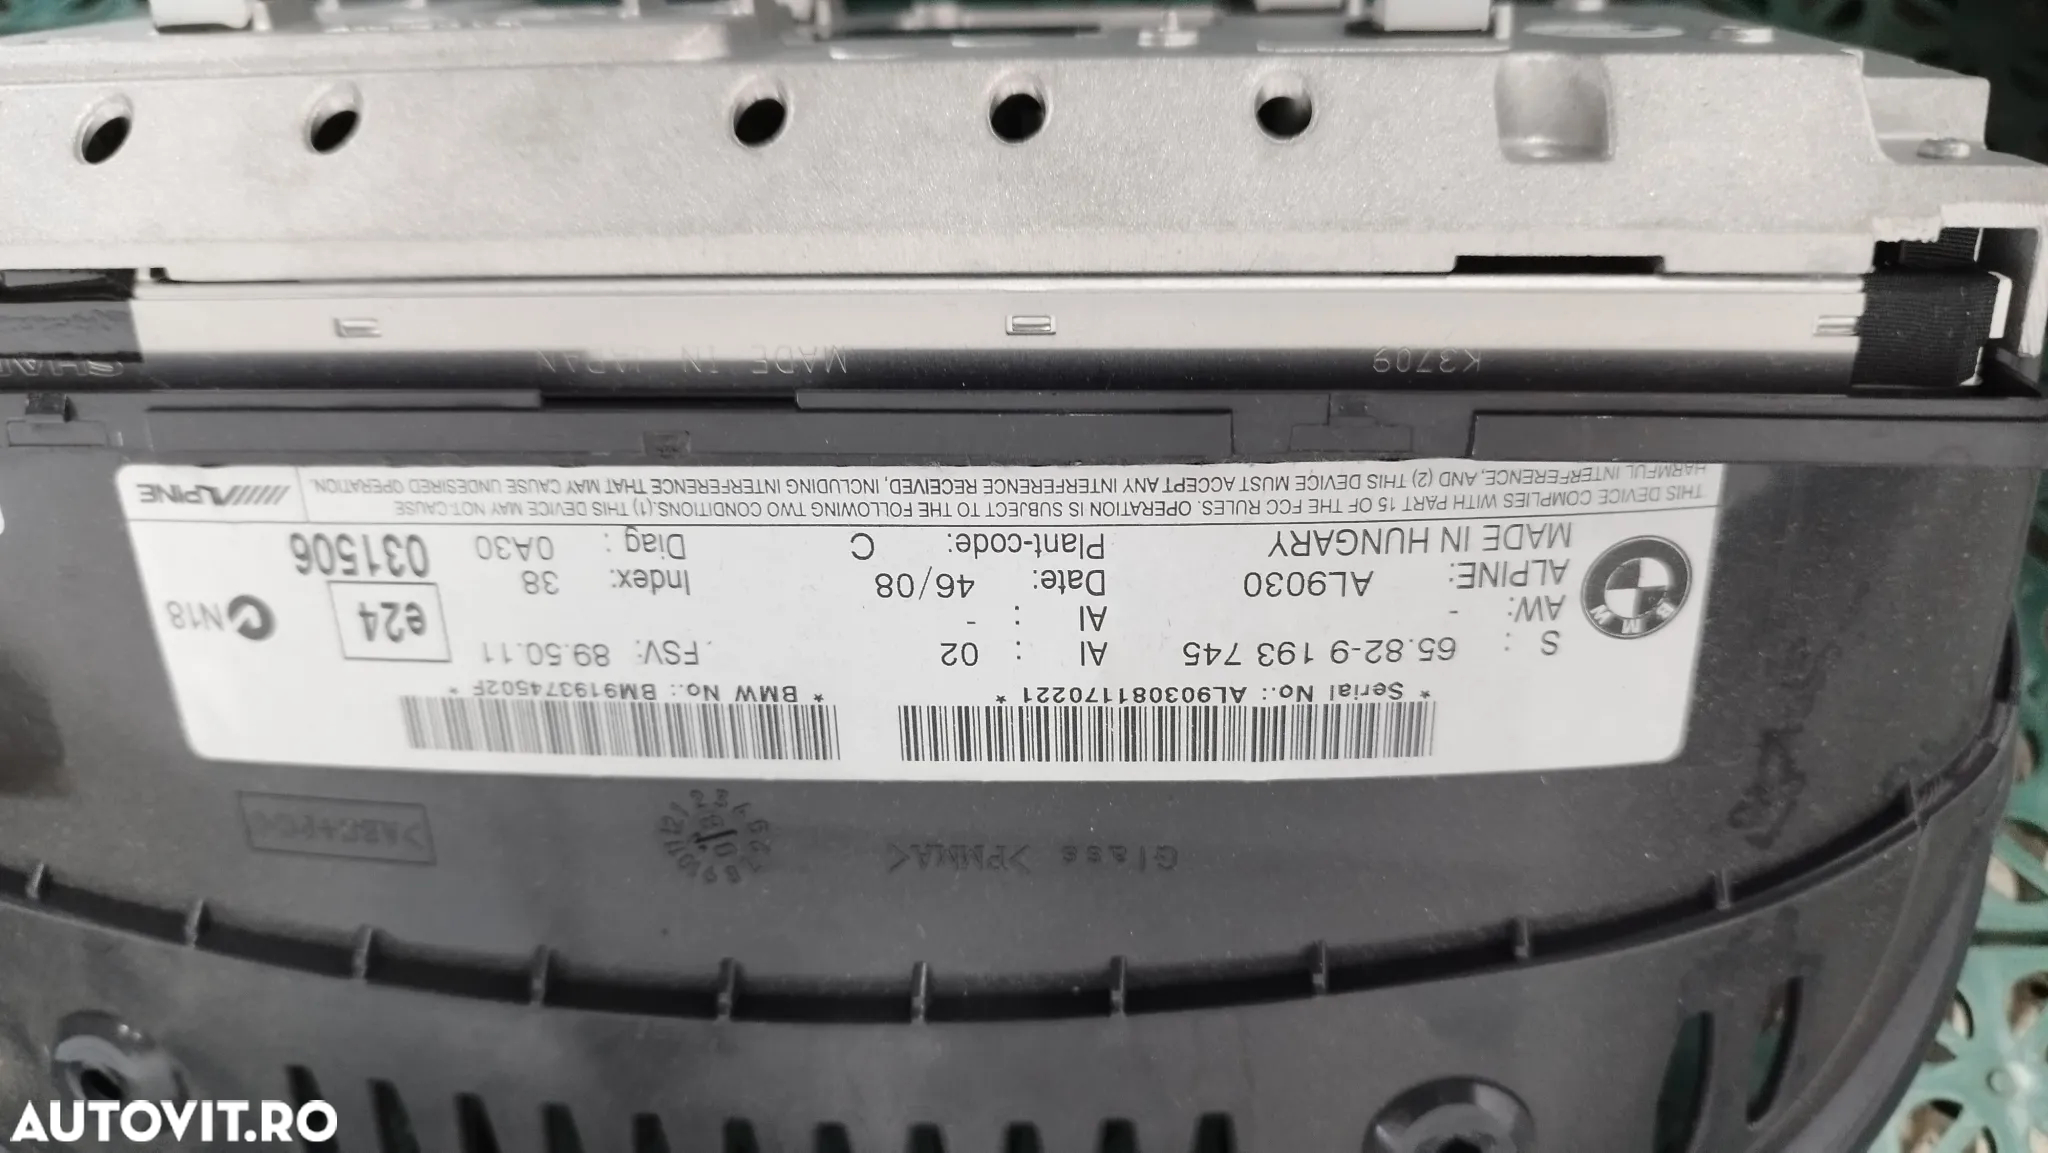 * Serial No.: AL903081170221 * * BMW No.: BM919374502F *
S : 65.82-9 193 745 AI : 02 FSV: 89.50.11
AW: - AI : -
ALPINE: AL9030 Date: 46/08 Index: 38
MADE IN HUNGARY Plant-code: C Diag : 0A30
e24
031506
N18
BMW
THIS DEVICE COMPLIES WITH PART 15 OF THE FCC RULES. OPERATION IS SUBJECT TO THE FOLLOWING TWO CONDITIONS.(1) THIS DEVICE MAY NOT-CAUSE
HARMFUL INTERFERENCE, AND (2) THIS DEVICE MUST ACCEPT ANY INTERFERENCE RECEIVED, INCLUDING INTERFERENCE THAT MAY CAUSE UNDESIRED OPERATION.
ALPINE
K3709 MADE IN JAPAN
Glass >PMMA<
AUTOVIT.RO